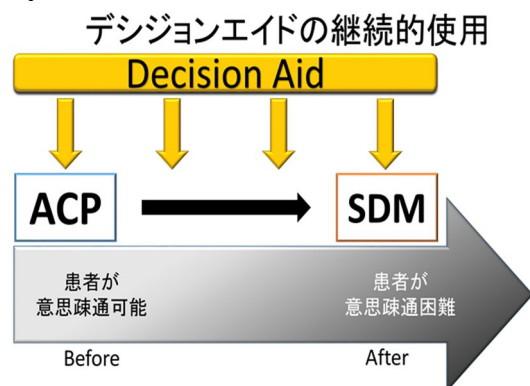 デシジョンエイドの継続的使用
Decision Aid
ACP
SDM
患者が
意思疎通可能
患者が
意思疎通困難
Before
After